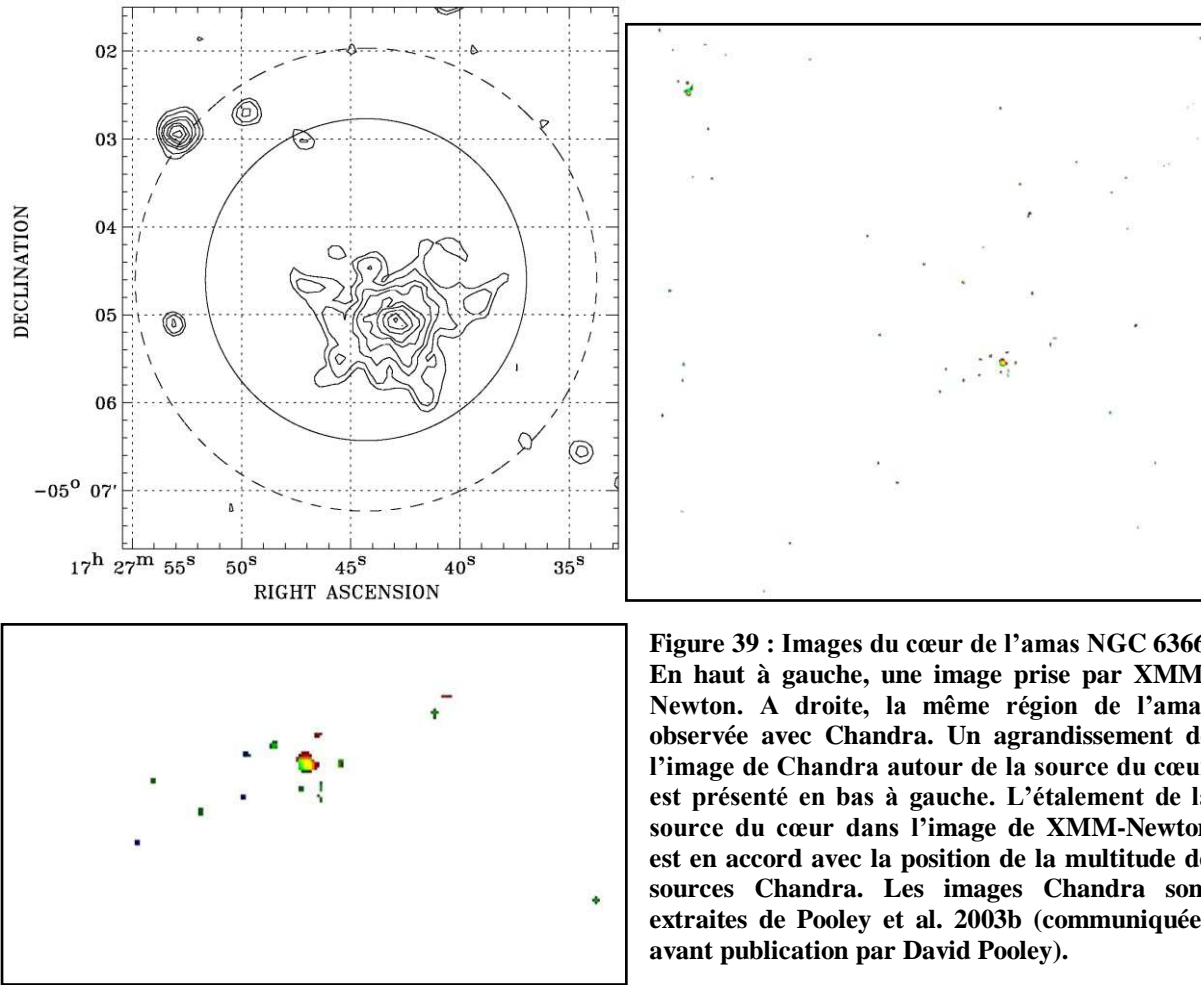 02
03
04
05
06
−05° 07'
DECLINATION
17h 27m 55s 50s 45s 40s 35s
RIGHT ASCENSION
Figure 39 : Images du cœur de l’amas NGC 6366
En haut à gauche, une image prise par XMM
Newton. A droite, la même région de l’ama
observée avec Chandra. Un agrandissement d
l’image de Chandra autour de la source du cœu
est présenté en bas à gauche. L’étalement de l
source du cœur dans l’image de XMM-Newton
est en accord avec la position de la multitude d
sources Chandra. Les images Chandra son
extraites de Pooley et al. 2003b (communiquée
avant publication par David Pooley).